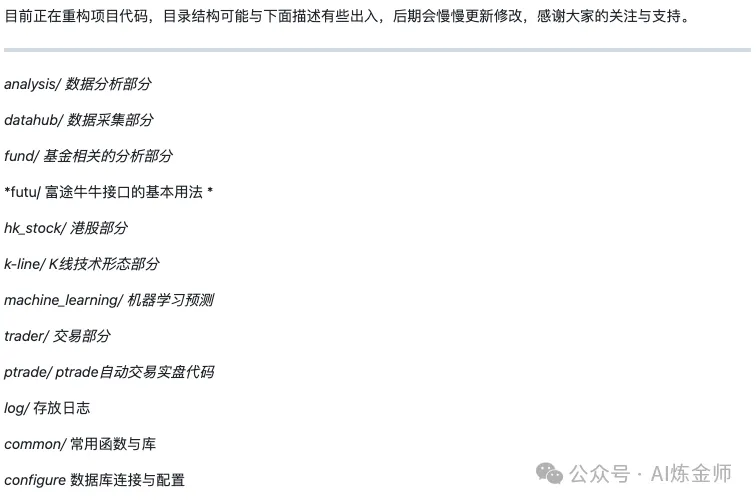 目前正在重构项目代码，目录结构可能与下面描述有些出入，后期会慢慢更新修改，感谢大家的关注与支持。
analysis/ 数据分析部分
datahub/ 数据采集部分
fund/ 基金相关的分析部分
*futu/ 富途牛牛接口的基本用法 *
hk_stock/ 港股部分
k-line/ K线技术形态部分
machine_learning/ 机器学习预测
trader/ 交易部分
ptrade/ ptrade自动交易实盘代码
log/ 存放日志
common/ 常用函数与库
configure 数据库连接与配置
公众号 · AI炼金师